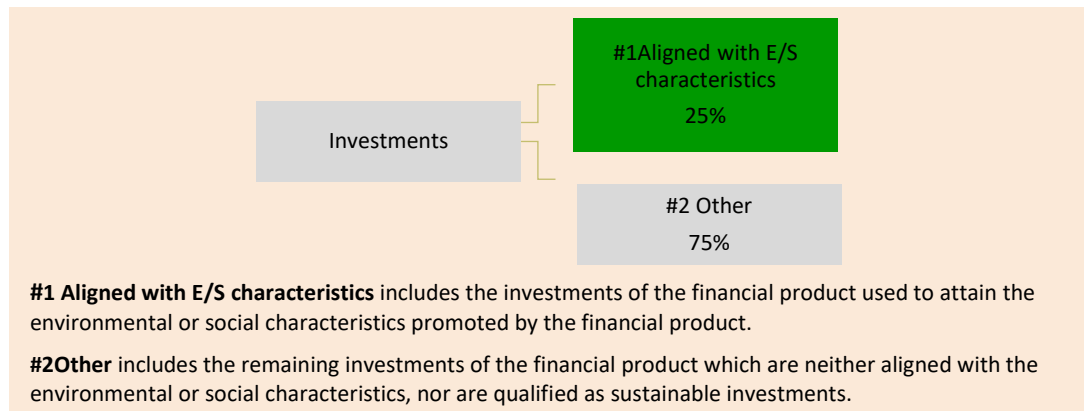 #1Aligned with E/S
characteristics
25%
Investments
#2 Other
75%
#1 Aligned with E/S characteristics includes the investments of the financial product used to attain the
environmental or social characteristics promoted by the financial product.
#2Other includes the remaining investments of the financial product which are neither aligned with the
environmental or social characteristics, nor are qualified as sustainable investments.